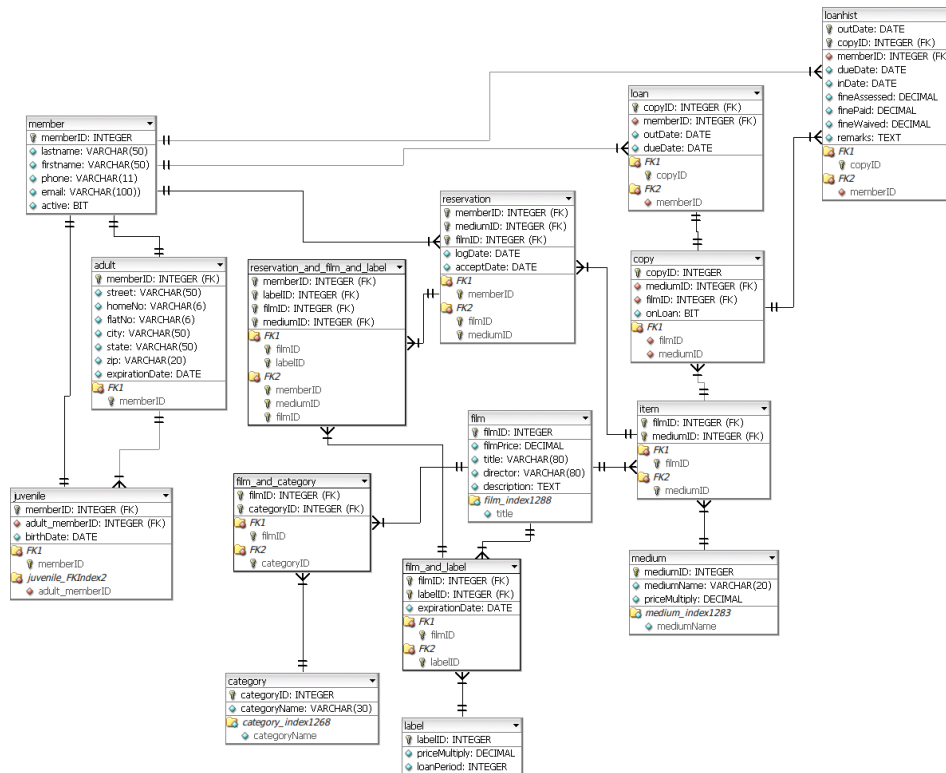 loanhist
outDate: DATE
copyID: INTEGER (FK)
memberID: INTEGER (FK
dueDate: DATE
inDate: DATE
fineAssessed: DECIMAL
finePaid: DECIMAL
fineWaived: DECIMAL
remarks: TEXT
FK1
copyID
FK2
memberID
loan
copyID: INTEGER (FK)
memberID: INTEGER (FK)
outDate: DATE
dueDate: DATE
FK1
copyID
FK2
memberID
member
memberID: INTEGER
lastname: VARCHAR(50)
firstname: VARCHAR(50)
phone: VARCHAR(11)
email: VARCHAR(100))
active: BIT
reservation
memberID: INTEGER (FK)
mediumID: INTEGER (FK)
filmID: INTEGER (FK)
logDate: DATE
acceptDate: DATE
FK1
memberID
FK2
filmID
mediumID
adult
memberID: INTEGER (FK)
street: VARCHAR(50)
homeNo: VARCHAR(6)
flatNo: VARCHAR(6)
city: VARCHAR(50)
state: VARCHAR(50)
zip: VARCHAR(20)
expirationDate: DATE
FK1
memberID
reservation_and_film_and_label
memberID: INTEGER (FK)
labelID: INTEGER (FK)
filmID: INTEGER (FK)
mediumID: INTEGER (FK)
FK1
filmID
labelID
FK2
memberID
mediumID
filmID
copy
copyID: INTEGER
mediumID: INTEGER (FK)
filmID: INTEGER (FK)
onLoan: BIT
FK1
filmID
mediumID
item
filmID: INTEGER (FK)
mediumID: INTEGER (FK)
FK1
filmID
FK2
mediumID
film
filmID: INTEGER
filmPrice: DECIMAL
title: VARCHAR(80)
director: VARCHAR(80)
description: TEXT
film_index1288
title
film_and_category
filmID: INTEGER (FK)
categoryID: INTEGER (FK)
FK1
filmID
FK2
categoryID
juvenile
memberID: INTEGER (FK)
adult_memberID: INTEGER (FK)
birthDate: DATE
FK1
memberID
juvenile_FKIndex2
adult_memberID
medium
mediumID: INTEGER
mediumName: VARCHAR(20)
priceMultiply: DECIMAL
medium_index1283
mediumName
film_and_label
filmID: INTEGER (FK)
labelID: INTEGER (FK)
expirationDate: DATE
FK1
filmID
FK2
labelID
category
categoryID: INTEGER
categoryName: VARCHAR(30)
category_index1268
categoryName
label
labelID: INTEGER
priceMultiply: DECIMAL
loanPeriod: INTEGER